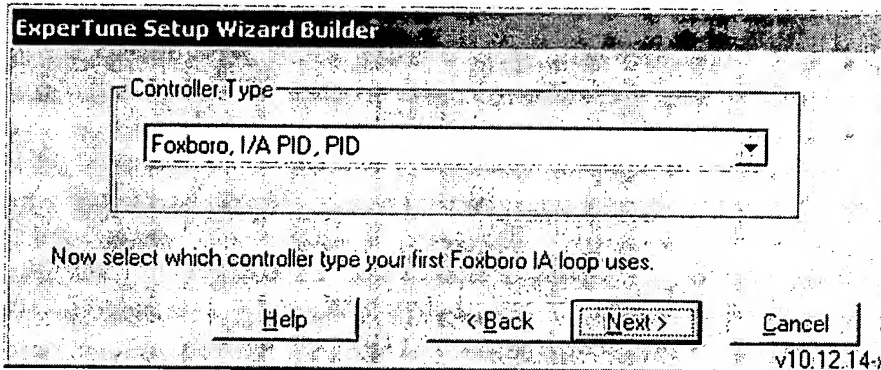 ExperTune Setup Wizard Builder
Controller Type
Foxboro, I/A PID, PID
Now select which controller type your first Foxboro IA loop uses.
Help <Back Next> Cancel
v10.12.14-